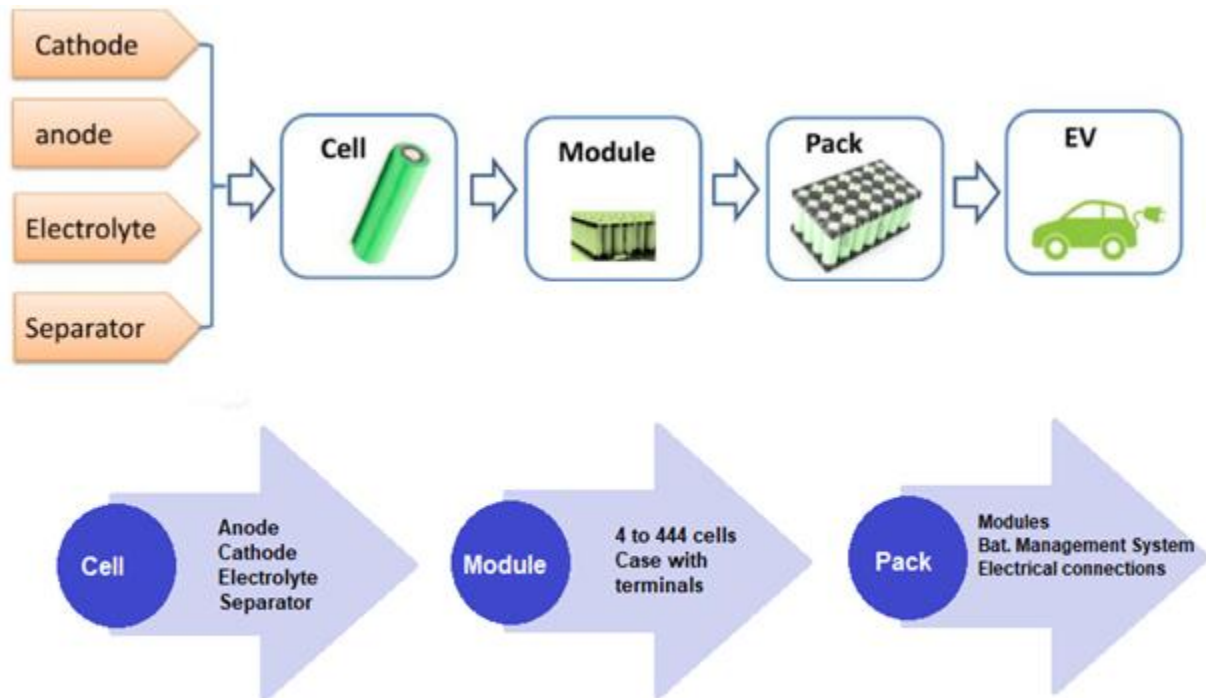 Cathode
anode
Electrolyte
Separator
Cell
Module
Pack
EV
Cell
Anode
Cathode
Electrolyte
Separator
Module
4 to 444 cells
Case with
terminals
Pack
Modules
Bat. Management System
Electrical connections